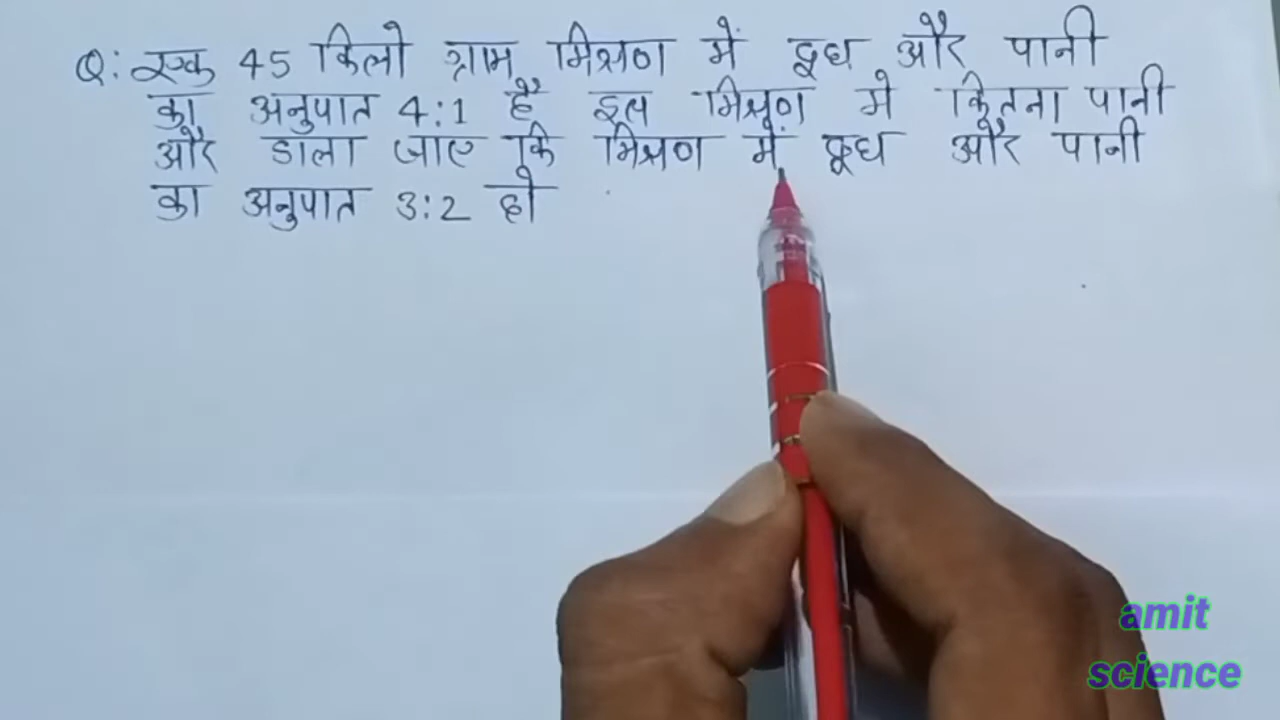 Q: एक 45 किलो ग्राम मिश्रण में दूध और पानी
का अनुपात 4:1 है इस मिश्रण मे कितना पानी
और डाला जाए कि मिश्रण में दूध और पानी
का अनुपात 3:2 हो
amit
science